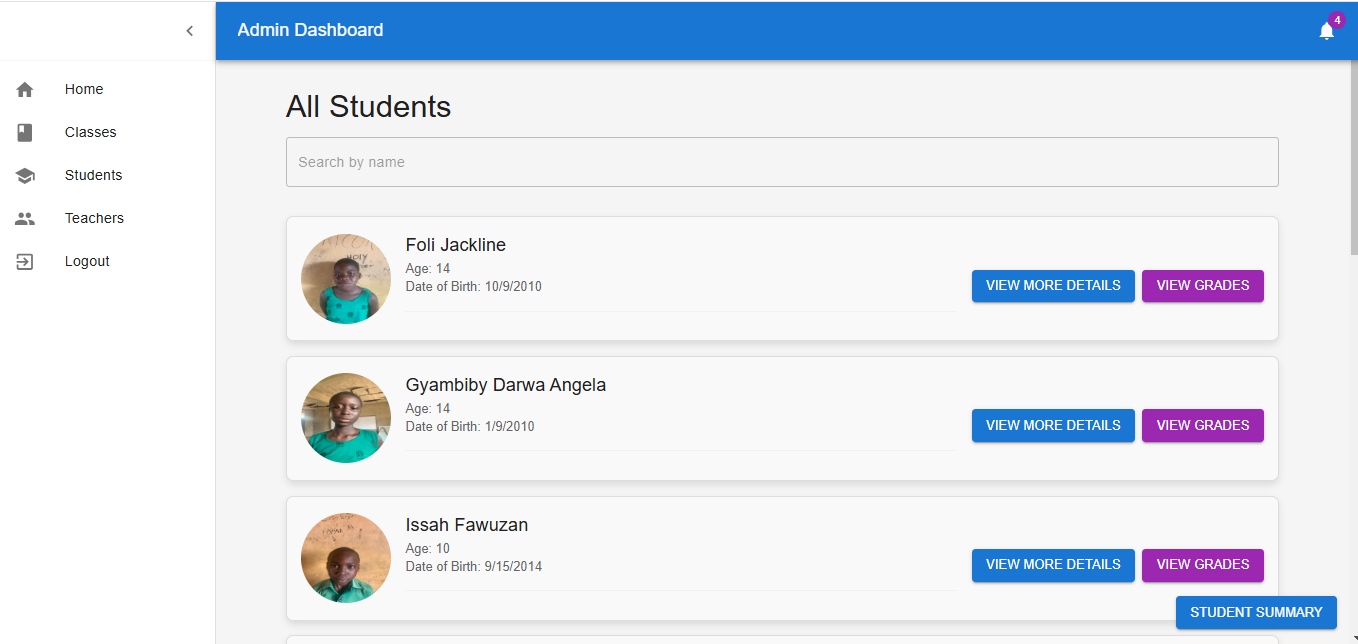 Admin Dashboard
4
Home
Classes
Students
Teachers
Logout
All Students
Search by name
Foli Jackline
Age: 14
Date of Birth: 10/9/2010
VIEW MORE DETAILS
VIEW GRADES
Gyambiby Darwa Angela
Age: 14
Date of Birth: 1/9/2010
VIEW MORE DETAILS
VIEW GRADES
Issah Fawuzan
Age: 10
Date of Birth: 9/15/2014
VIEW MORE DETAILS
VIEW GRADES
STUDENT SUMMARY